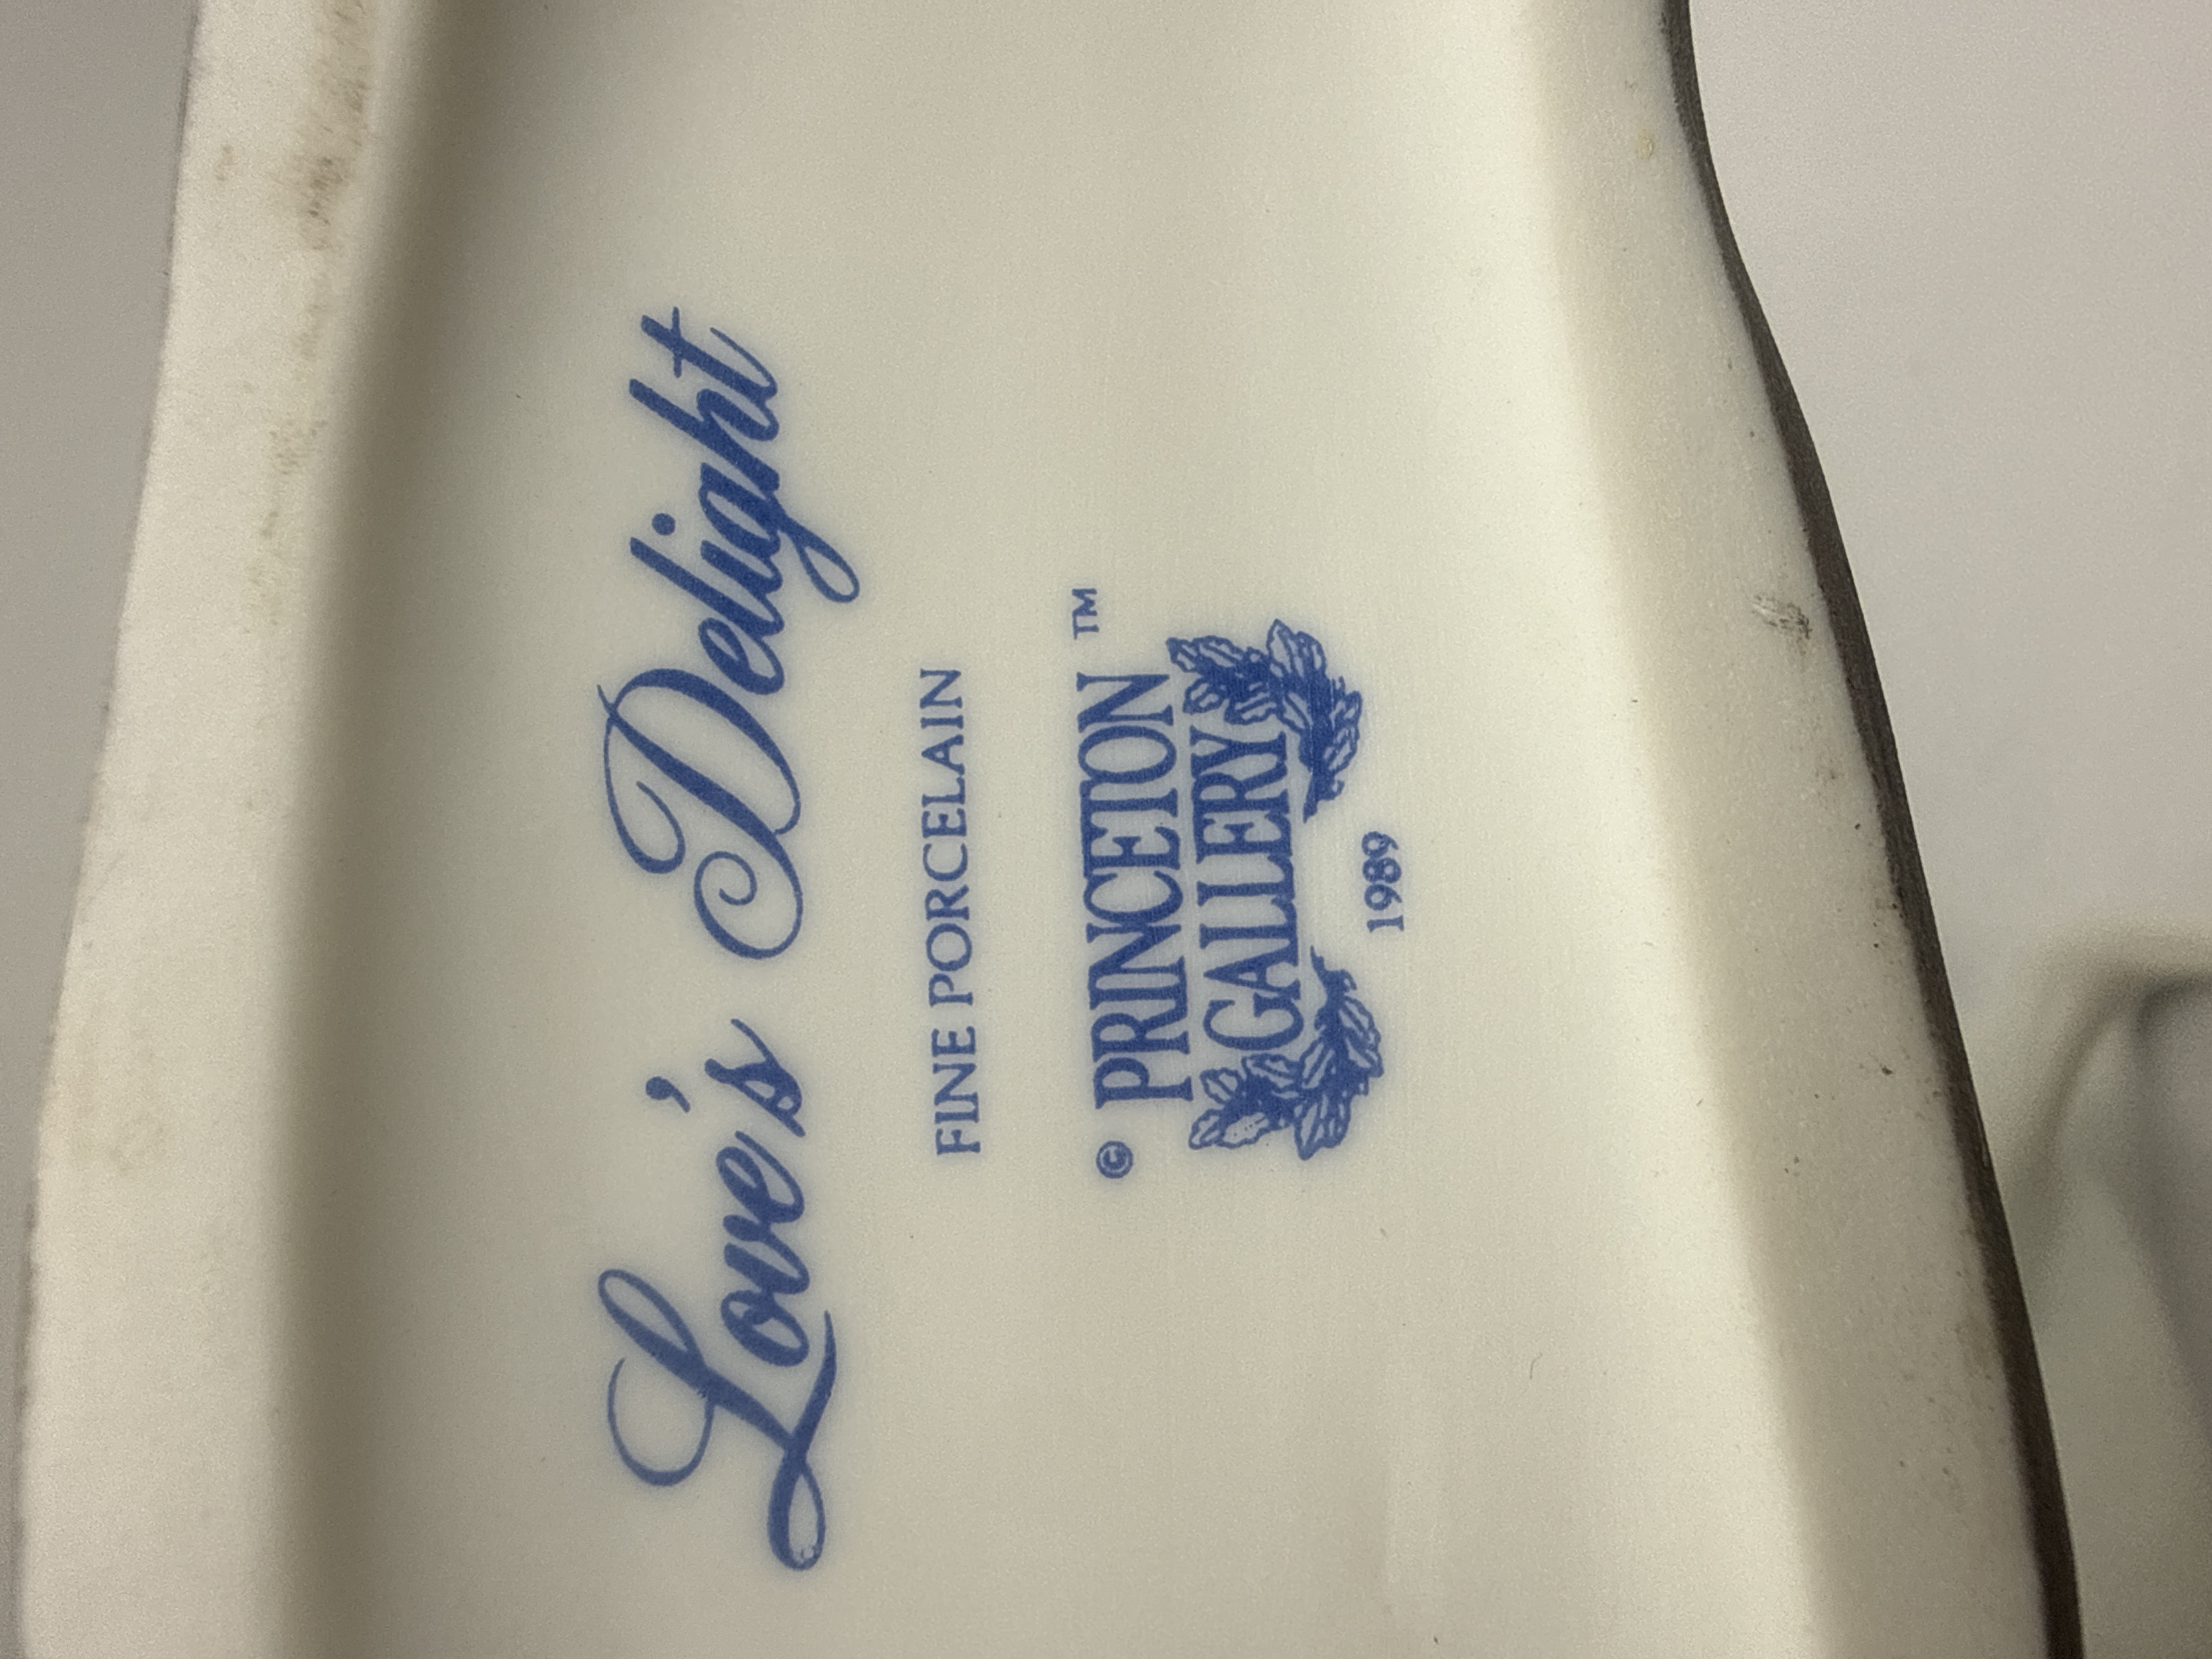 Love's Delight
FINE PORCELAIN
© PRINCETON ™
GALLERY
1989